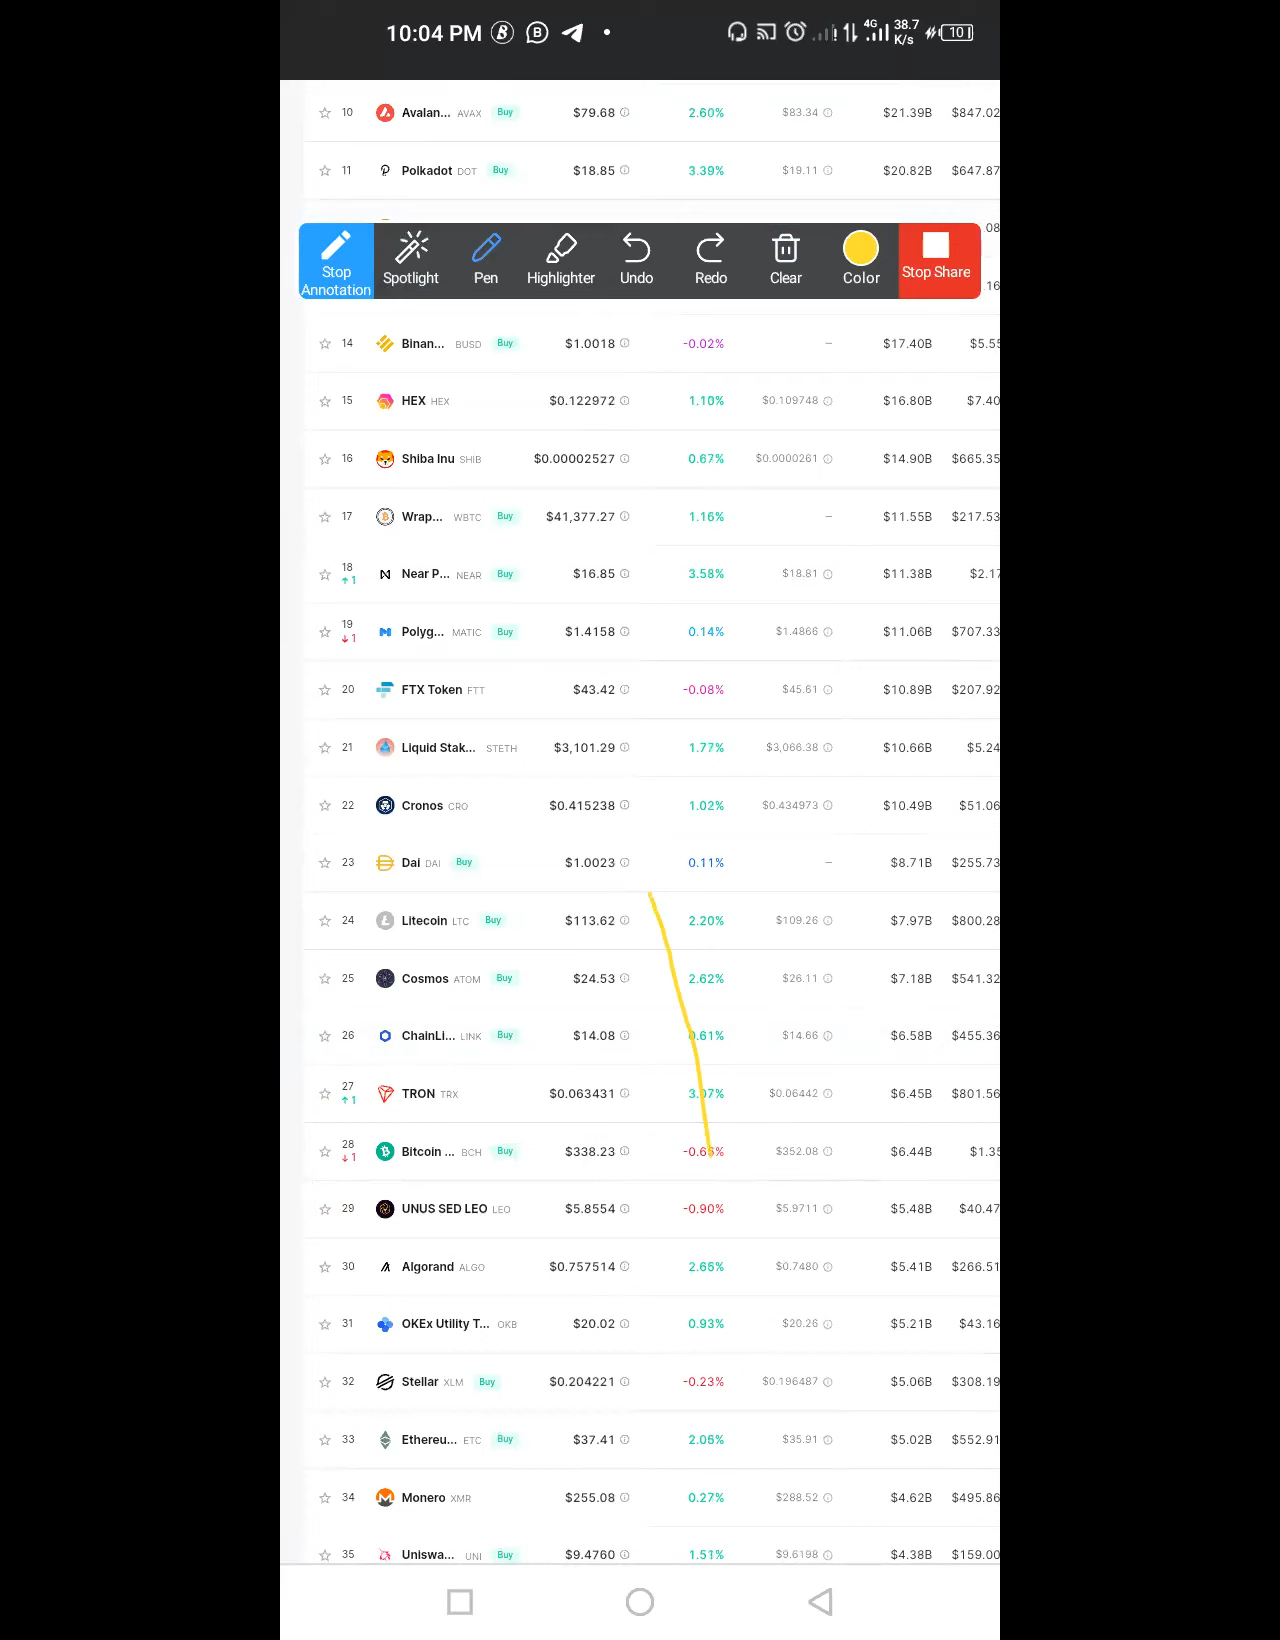 10:04 PM 4G 38.7 K/s 10
10 Avalan... AVAX Buy $79.68 2.60% $83.34 $21.39B $847.02
11 Polkadot DOT Buy $18.85 3.39% $19.11 $20.82B $647.87
.08
Stop Annotation Spotlight Pen Highlighter Undo Redo Clear Color Stop Share
.16
14 Binan... BUSD Buy $1.0018 -0.02% – $17.40B $5.55
15 HEX HEX $0.122972 1.10% $0.109748 $16.80B $7.40
16 Shiba Inu SHIB $0.00002527 0.67% $0.0000261 $14.90B $665.35
17 Wrap... WBTC Buy $41,377.27 1.16% – $11.55B $217.53
18 1 Near P... NEAR Buy $16.85 3.58% $18.81 $11.38B $2.17
19 1 Polyg... MATIC Buy $1.4158 0.14% $1.4866 $11.06B $707.33
20 FTX Token FTT $43.42 -0.08% $45.61 $10.89B $207.92
21 Liquid Stak... STETH $3,101.29 1.77% $3,066.38 $10.66B $5.24
22 Cronos CRO $0.415238 1.02% $0.434973 $10.49B $51.06
23 Dai DAI Buy $1.0023 0.11% – $8.71B $255.73
24 Litecoin LTC Buy $113.62 2.20% $109.26 $7.97B $800.28
25 Cosmos ATOM Buy $24.53 2.62% $26.11 $7.18B $541.32
26 ChainLi... LINK Buy $14.08 0.61% $14.66 $6.58B $455.36
27 1 TRON TRX $0.063431 $0.06442 $6.45B $801.56
28 1 Bitcoin ... BCH Buy $338.23 $352.08 $6.44B $1.35
29 UNUS SED LEO LEO $5.8554 -0.90% $5.9711 $5.48B $40.47
30 Algorand ALGO $0.757514 2.66% $0.7480 $5.41B $266.51
31 OKEx Utility T... OKB $20.02 0.93% $20.26 $5.21B $43.16
32 Stellar XLM Buy $0.204221 -0.23% $0.196487 $5.06B $308.19
33 Ethereu... ETC Buy $37.41 2.06% $35.91 $5.02B $552.91
34 Monero XMR $255.08 0.27% $288.52 $4.62B $495.86
35 Uniswa... UNI Buy $9.4760 1.51% $9.6198 $4.38B $159.00